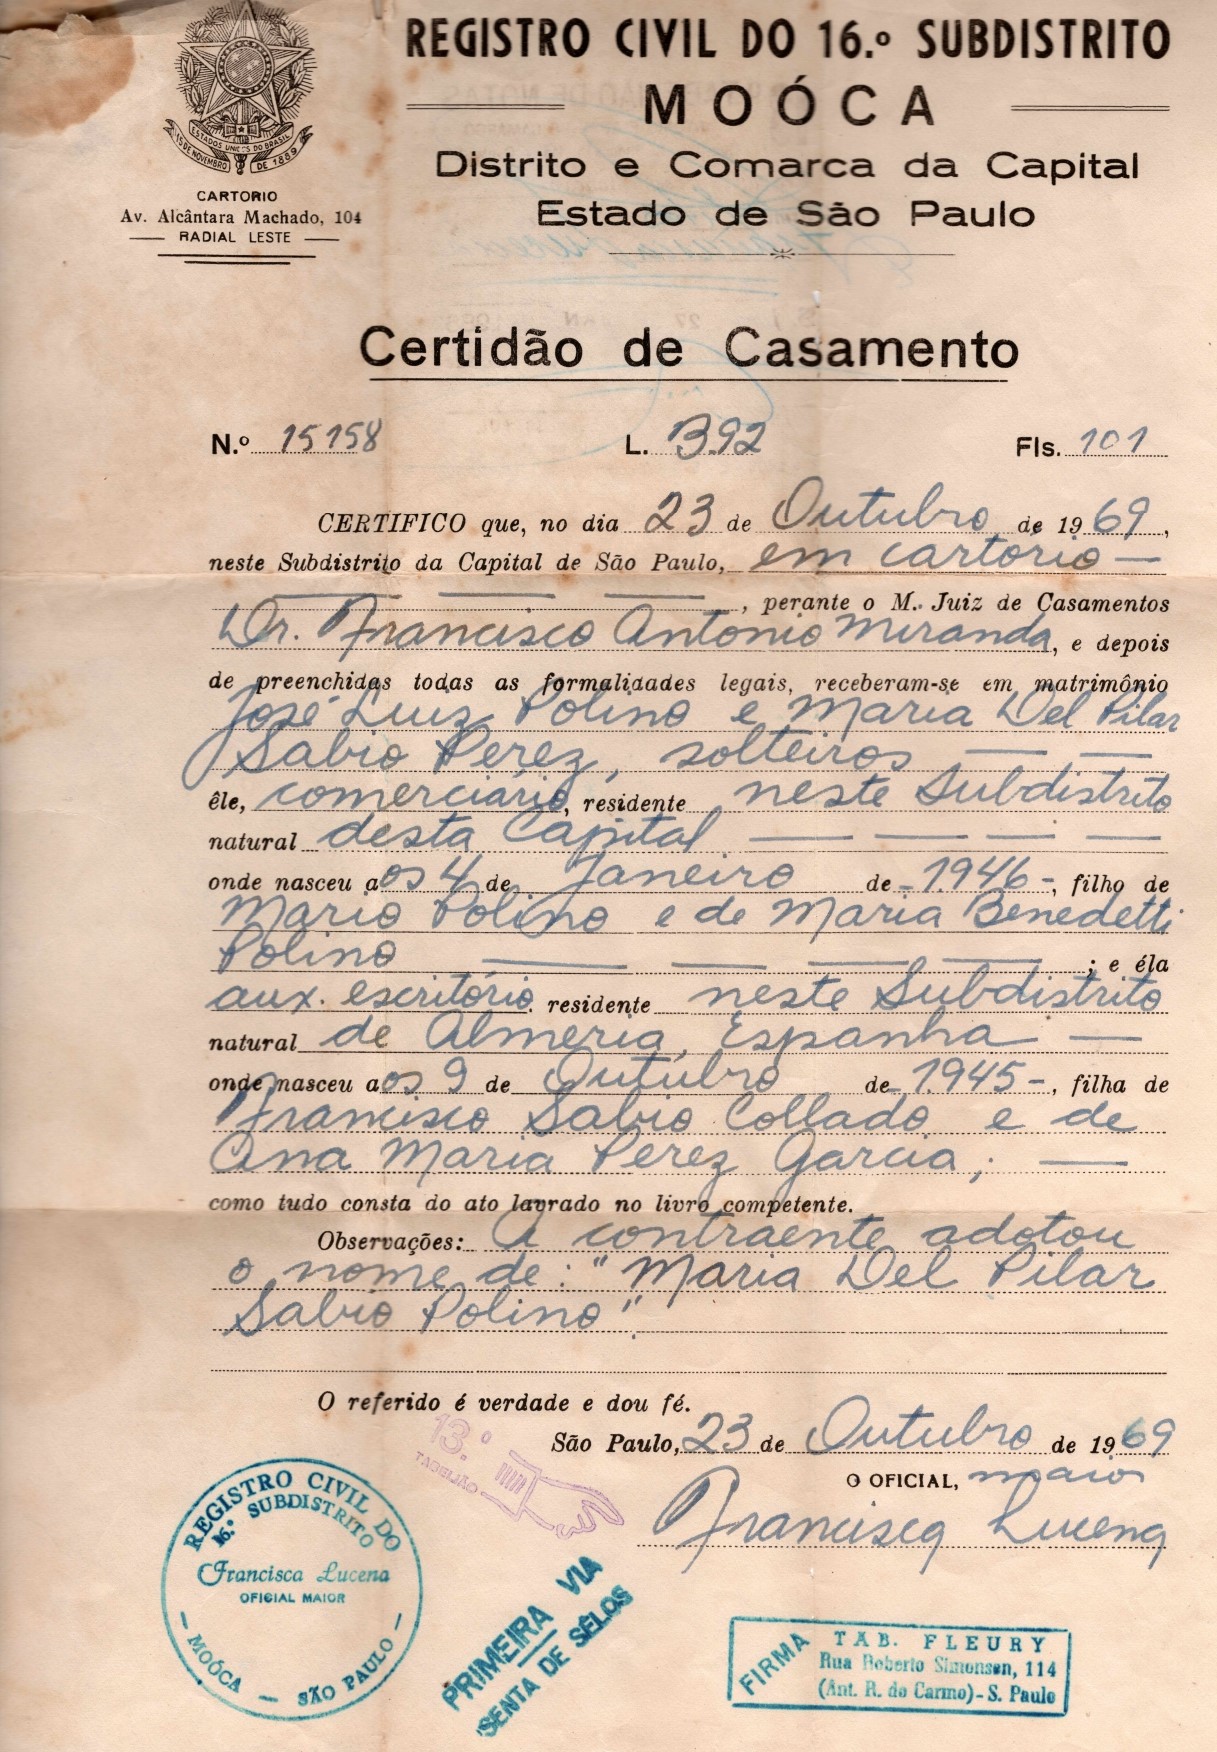 REGISTRO CIVIL DO 16.º SUBDISTRITO
MOÓCA
Distrito e Comarca da Capital
Estado de São Paulo
ESTADOS UNIDOS DO BRASIL
15 DE NOVEMBRO DE 1889
CARTORIO
Av. Alcântara Machado, 104
RADIAL LESTE
Certidão de Casamento
N.º 15158 L. B92 Fls. 101
CERTIFICO que, no dia 23 de Outubro de 1969,
neste Subdistrito da Capital de São Paulo, em cartório —
, perante o M. Juiz de Casamentos
Dr. Francisco Antonio Miranda, e depois
de preenchidas todas as formalidades legais, receberam-se em matrimônio
José Luiz Polino e Maria Del Pilar
Sabio Perez, solteiros — —
êle, comerciário, residente neste Subdistrito
natural desta Capital — — — —
onde nasceu aos 4 de Janeiro de - 1946 -, filho de
Mario Polino e de Maria Benedetti
Polino — — — — ; e éla
aux. escritório. residente neste Subdistrito
natural de Almeria, Espanha —
onde nasceu aos 9 de Outubro de - 1945 -, filha de
Francisco Sabio Collado e de
Ana Maria Perez Garcia, . —
como tudo consta do ato lavrado no livro competente.
Observações: A contraente adotou
o nome de: "Maria Del Pilar
Sabio Polino".
O referido é verdade e dou fé.
São Paulo, 23 de Outubro de 1969
O OFICIAL, maior
Francisca Lucena
13.º
TABELIÃO
REGISTRO CIVIL DO
16.º SUBDISTRITO
Francisca Lucena
OFICIAL MAIOR
— MOÓCA — SÃO PAULO —
PRIMEIRA VIA
SENTA DE SÊLOS
FIRMA
TAB. FLEURY
Rua Roberto Simonsen, 114
(Ant. R. do Carmo) - S. Paulo